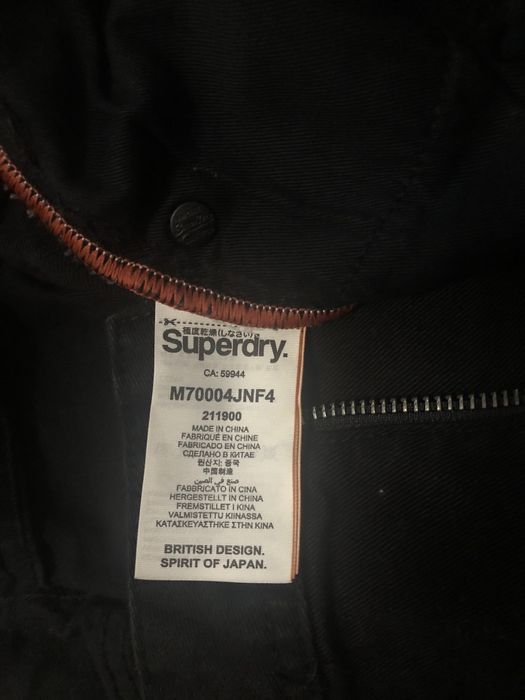 極度乾燥(しなさい)
Superdry.
CA: 59944
M70004JNF4
211900
MADE IN CHINA
FABRIQUÉ EN CHINE
FABRICADO EN CHINA
СДЕЛАНО В КИТАЕ
원산지: 중국
中國制造
صنع في الصين
FABBRICATO IN CINA
HERGESTELLT IN CHINA
FREMSTILLET I KINA
VALMISTETTU KIINASSA
ΚΑΤΑΣΚΕΥΑΣΤΗΚΕ ΣΤΗΝ ΚΙΝΑ
BRITISH DESIGN.
SPIRIT OF JAPAN.